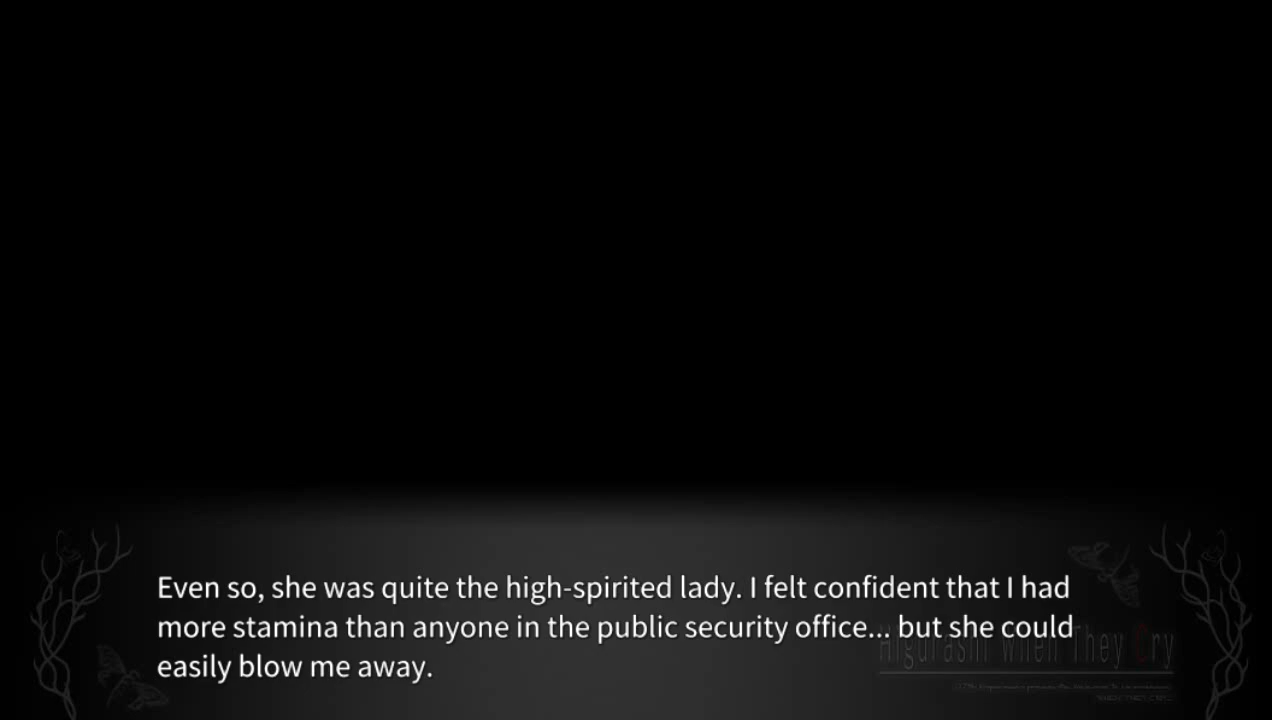 Even so, she was quite the high-spirited lady. I felt confident that I had
more stamina than anyone in the public security office... but she could
easily blow me away.
Higurashi When They Cry